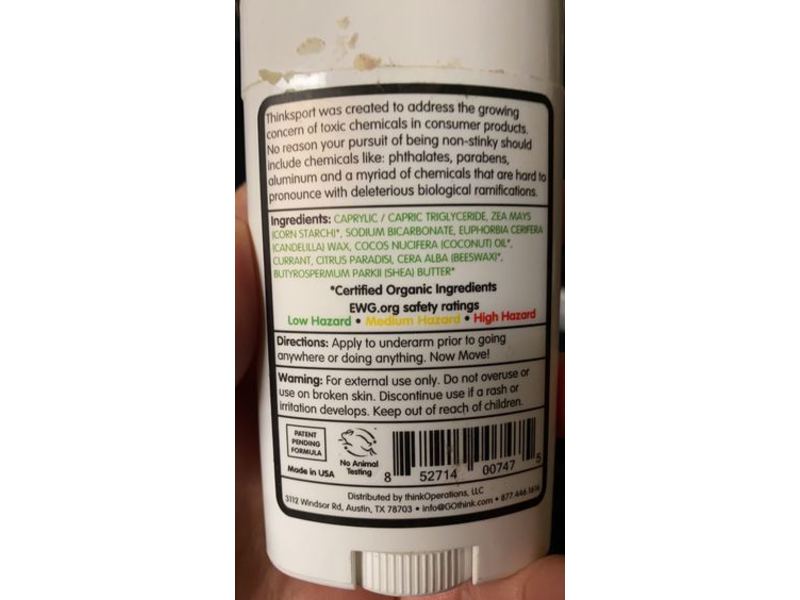 Thinksport was created to address the growing
concern of toxic chemicals in consumer products.
No reason your pursuit of being non-stinky should
include chemicals like: phthalates, parabens,
aluminum and a myriad of chemicals that are hard to
pronounce with deleterious biological ramifications.
Ingredients: CAPRYLIC / CAPRIC TRIGLYCERIDE, ZEA MAYS
(CORN STARCH)*, SODIUM BICARBONATE, EUPHORBIA CERIFERA
(CANDELILLA) WAX, COCOS NUCIFERA (COCONUT) OIL*,
CURRANT, CITRUS PARADISI, CERA ALBA (BEESWAX)*,
BUTYROSPERMUM PARKII (SHEA) BUTTER*
*Certified Organic Ingredients
EWG.org safety ratings
Low Hazard • Medium Hazard • High Hazard
Directions: Apply to underarm prior to going
anywhere or doing anything. Now Move!
Warning: For external use only. Do not overuse or
use on broken skin. Discontinue use if a rash or
irritation develops. Keep out of reach of children.
PATENT
PENDING
FORMULA
Made in USA
No Animal
Testing
8 52714 00747 5
Distributed by thinkOperations, LLC
3112 Windsor Rd, Austin, TX 78703 • info@GOthink.com • 877.446.1616